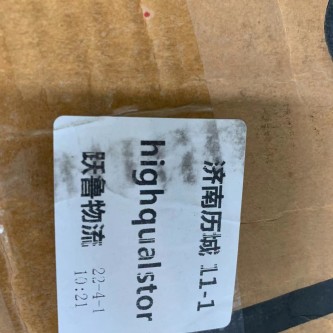 济南历城 11-1
highqualstor
跃鲁物流
22-4-1
10:21